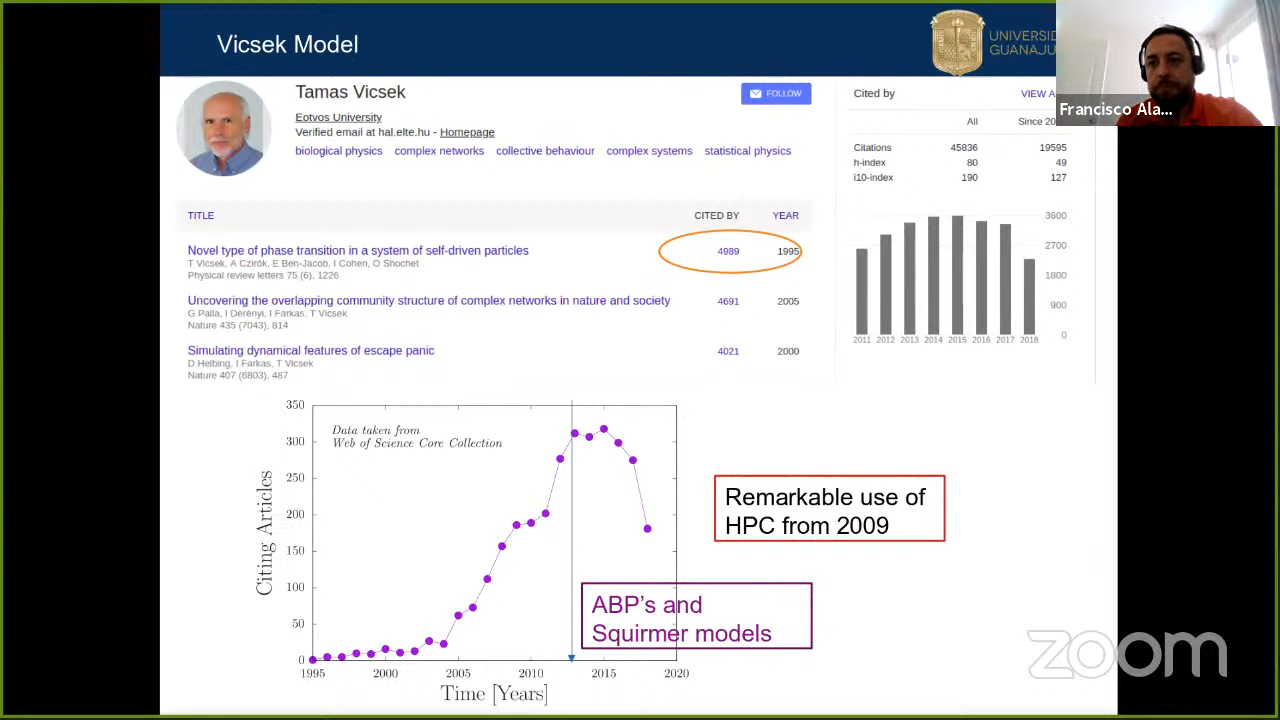 Vicsek Model
UNIVERSI
GUANAJU
Francisco Ala...
Tamas Vicsek
Eotvos University
Verified email at hal.elte.hu - Homepage
biological physics complex networks collective behaviour complex systems statistical physics
FOLLOW
Cited by
VIEW A
All Since 20
Citations 45836 19595
h-index 80 49
i10-index 190 127
3600
2700
1800
900
0
2011 2012 2013 2014 2015 2016 2017 2018
TITLE CITED BY YEAR
Novel type of phase transition in a system of self-driven particles 4989 1995
T Vicsek, A Czirók, E Ben-Jacob, I Cohen, O Shochet
Physical review letters 75 (6), 1226
Uncovering the overlapping community structure of complex networks in nature and society 4691 2005
G Palla, I Derényi, I Farkas, T Vicsek
Nature 435 (7043), 814
Simulating dynamical features of escape panic 4021 2000
D Helbing, I Farkas, T Vicsek
Nature 407 (6803), 487
Data taken from
Web of Science Core Collection
350
300
250
200
150
100
50
0
Citing Articles
1995 2000 2005 2010 2015 2020
Time [Years]
Remarkable use of
HPC from 2009
ABP's and
Squirmer models
zoom